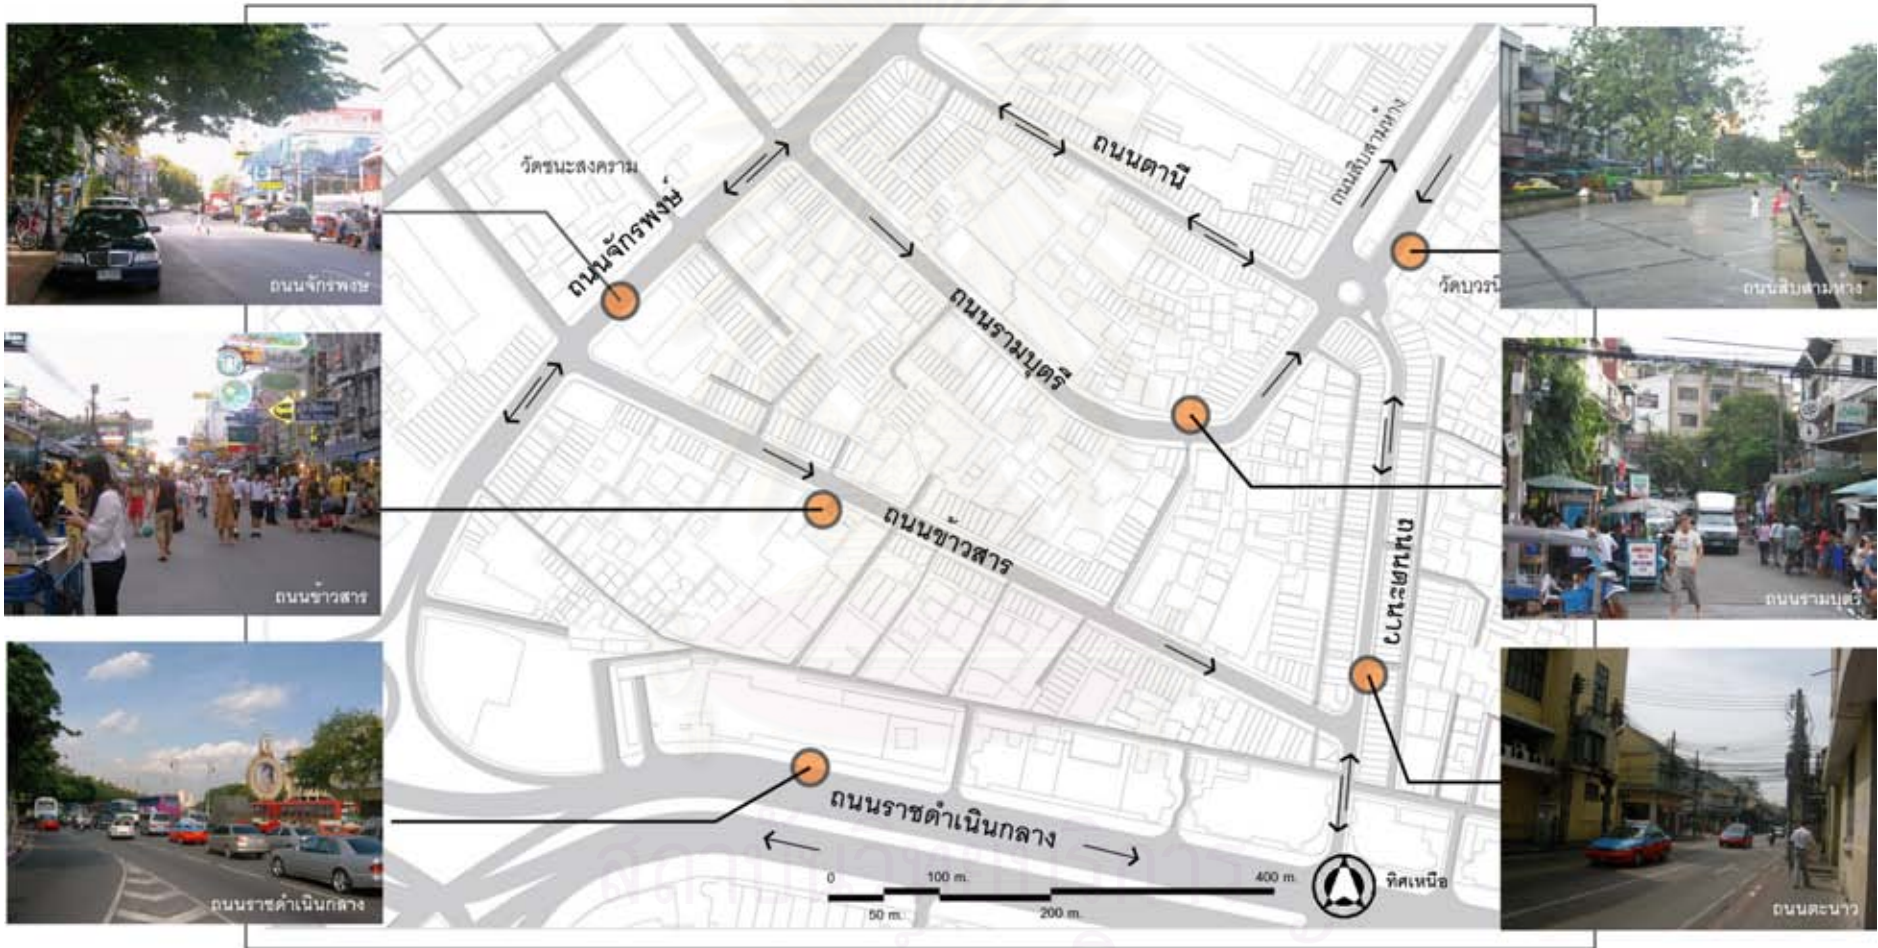 ถนนจักรพงษ์
ถนนข้าวสาร
ถนนราชดำเนินกลาง
วัดชนะสงคราม
ถนนจักรพงษ์
ถนนตานี
ถนนสิบสามห้าง
วัดบวรนิ
ถนนรามบุตรี
ถนนข้าวสาร
ถนนตะนาว
ถนนราชดำเนินกลาง
0 100 m. 400 m.
50 m. 200 m.
ทิศเหนือ
ถนนสิบสามห้าง
ถนนรามบุตรี
ถนนตะนาว